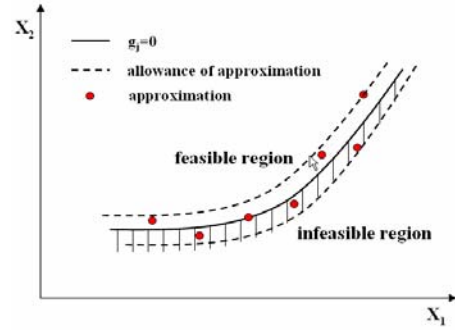 X2
gj=0
allowance of approximation
approximation
feasible region
infeasible region
X1